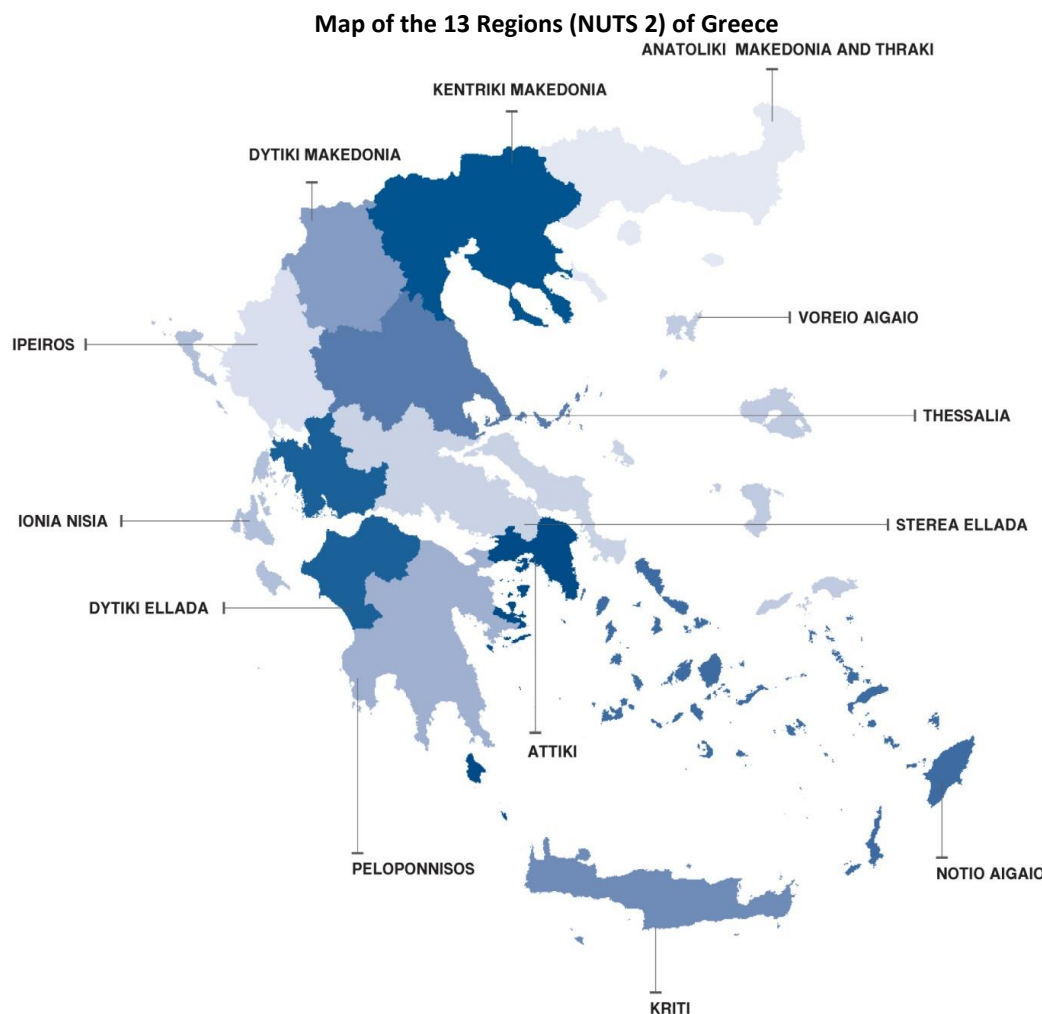 Map of the 13 Regions (NUTS 2) of Greece
ANATOLIKI MAKEDONIA AND THRAKI
KENTRIKI MAKEDONIA
DYTIKI MAKEDONIA
VOREIO AIGAIO
IPEIROS
THESSALIA
IONIA NISIA
STEREA ELLADA
DYTIKI ELLADA
ATTIKI
PELOPONNISOS
NOTIO AIGAIO
KRITI